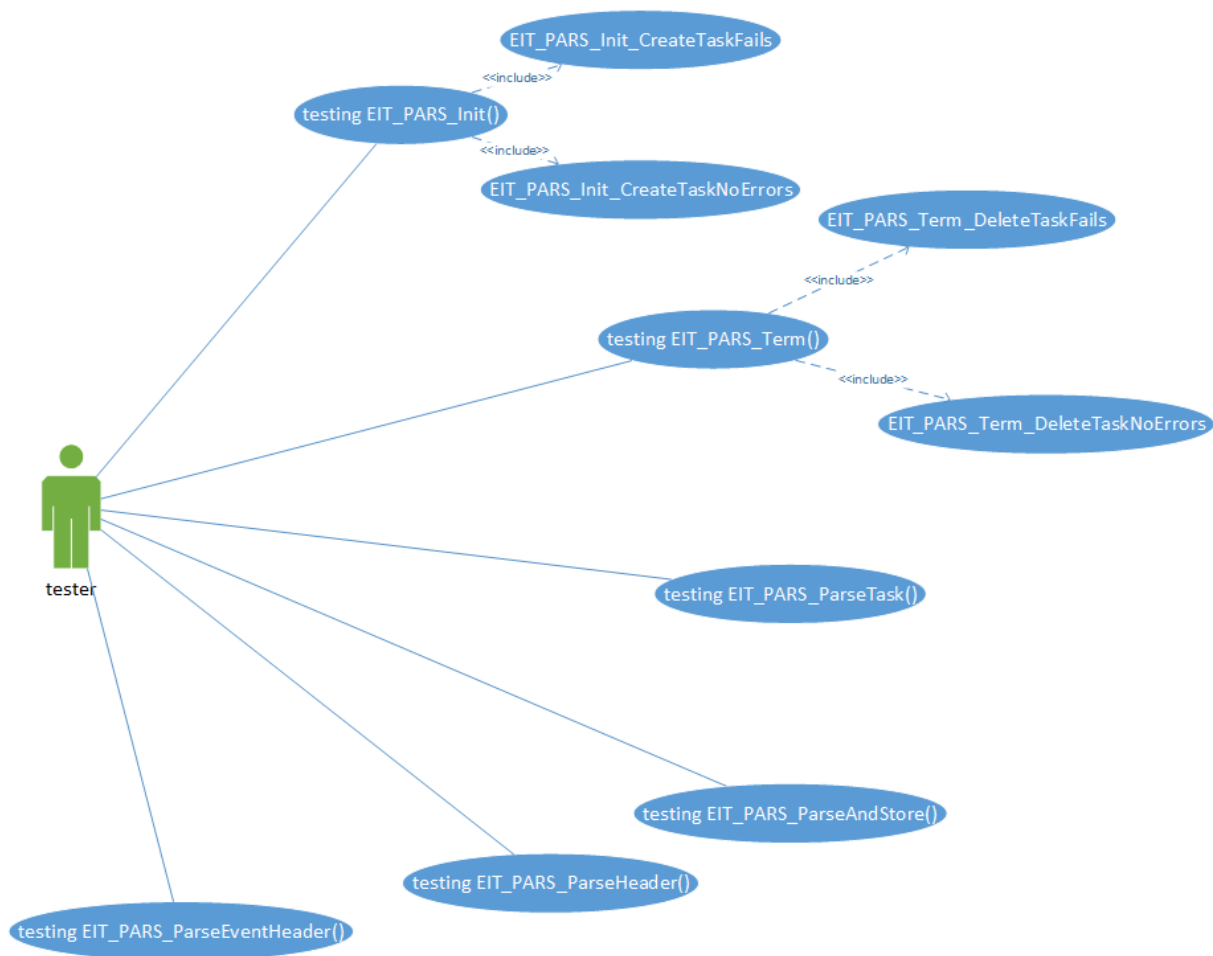 EIT_PARS_Init_CreateTaskFails
<<include>>
testing EIT_PARS_Init()
<<include>>
EIT_PARS_Init_CreateTaskNoErrors
EIT_PARS_Term_DeleteTaskFails
<<include>>
testing EIT_PARS_Term()
<<include>>
EIT_PARS_Term_DeleteTaskNoErrors
tester
testing EIT_PARS_ParseTask()
testing EIT_PARS_ParseAndStore()
testing EIT_PARS_ParseHeader()
testing EIT_PARS_ParseEventHeader()